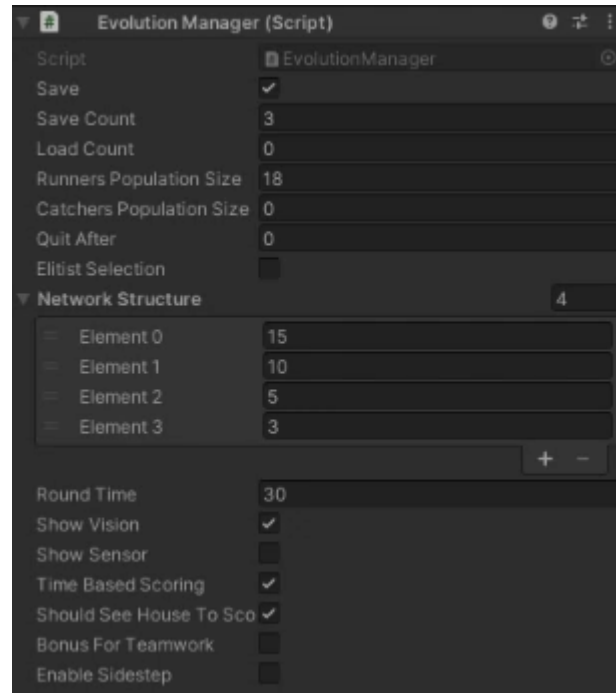 # Evolution Manager (Script)
Script EvolutionManager
Save
Save Count 3
Load Count 0
Runners Population Size 18
Catchers Population Size 0
Quit After 0
Elitist Selection
Network Structure 4
Element 0 15
Element 1 10
Element 2 5
Element 3 3
+ −
Round Time 30
Show Vision
Show Sensor
Time Based Scoring
Should See House To Sco
Bonus For Teamwork
Enable Sidestep